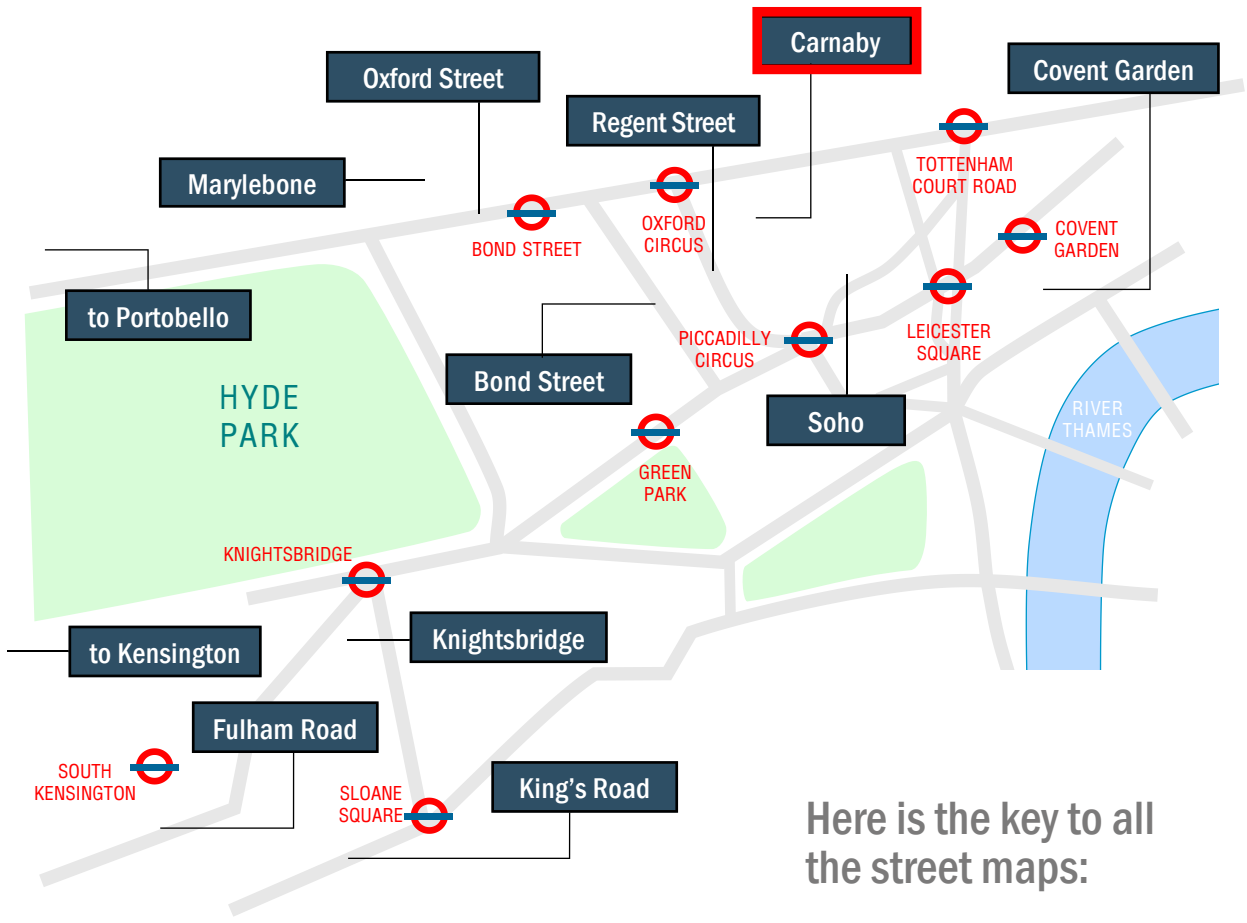 Carnaby
Oxford Street
Covent Garden
Regent Street
Marylebone
TOTTENHAM
COURT ROAD
OXFORD
CIRCUS
BOND STREET
COVENT
GARDEN
to Portobello
PICCADILLY
CIRCUS
LEICESTER
SQUARE
Bond Street
HYDE
PARK
Soho
RIVER
THAMES
GREEN
PARK
KNIGHTSBRIDGE
Knightsbridge
to Kensington
Fulham Road
SOUTH
KENSINGTON
SLOANE
SQUARE
King's Road
Here is the key to all
the street maps: